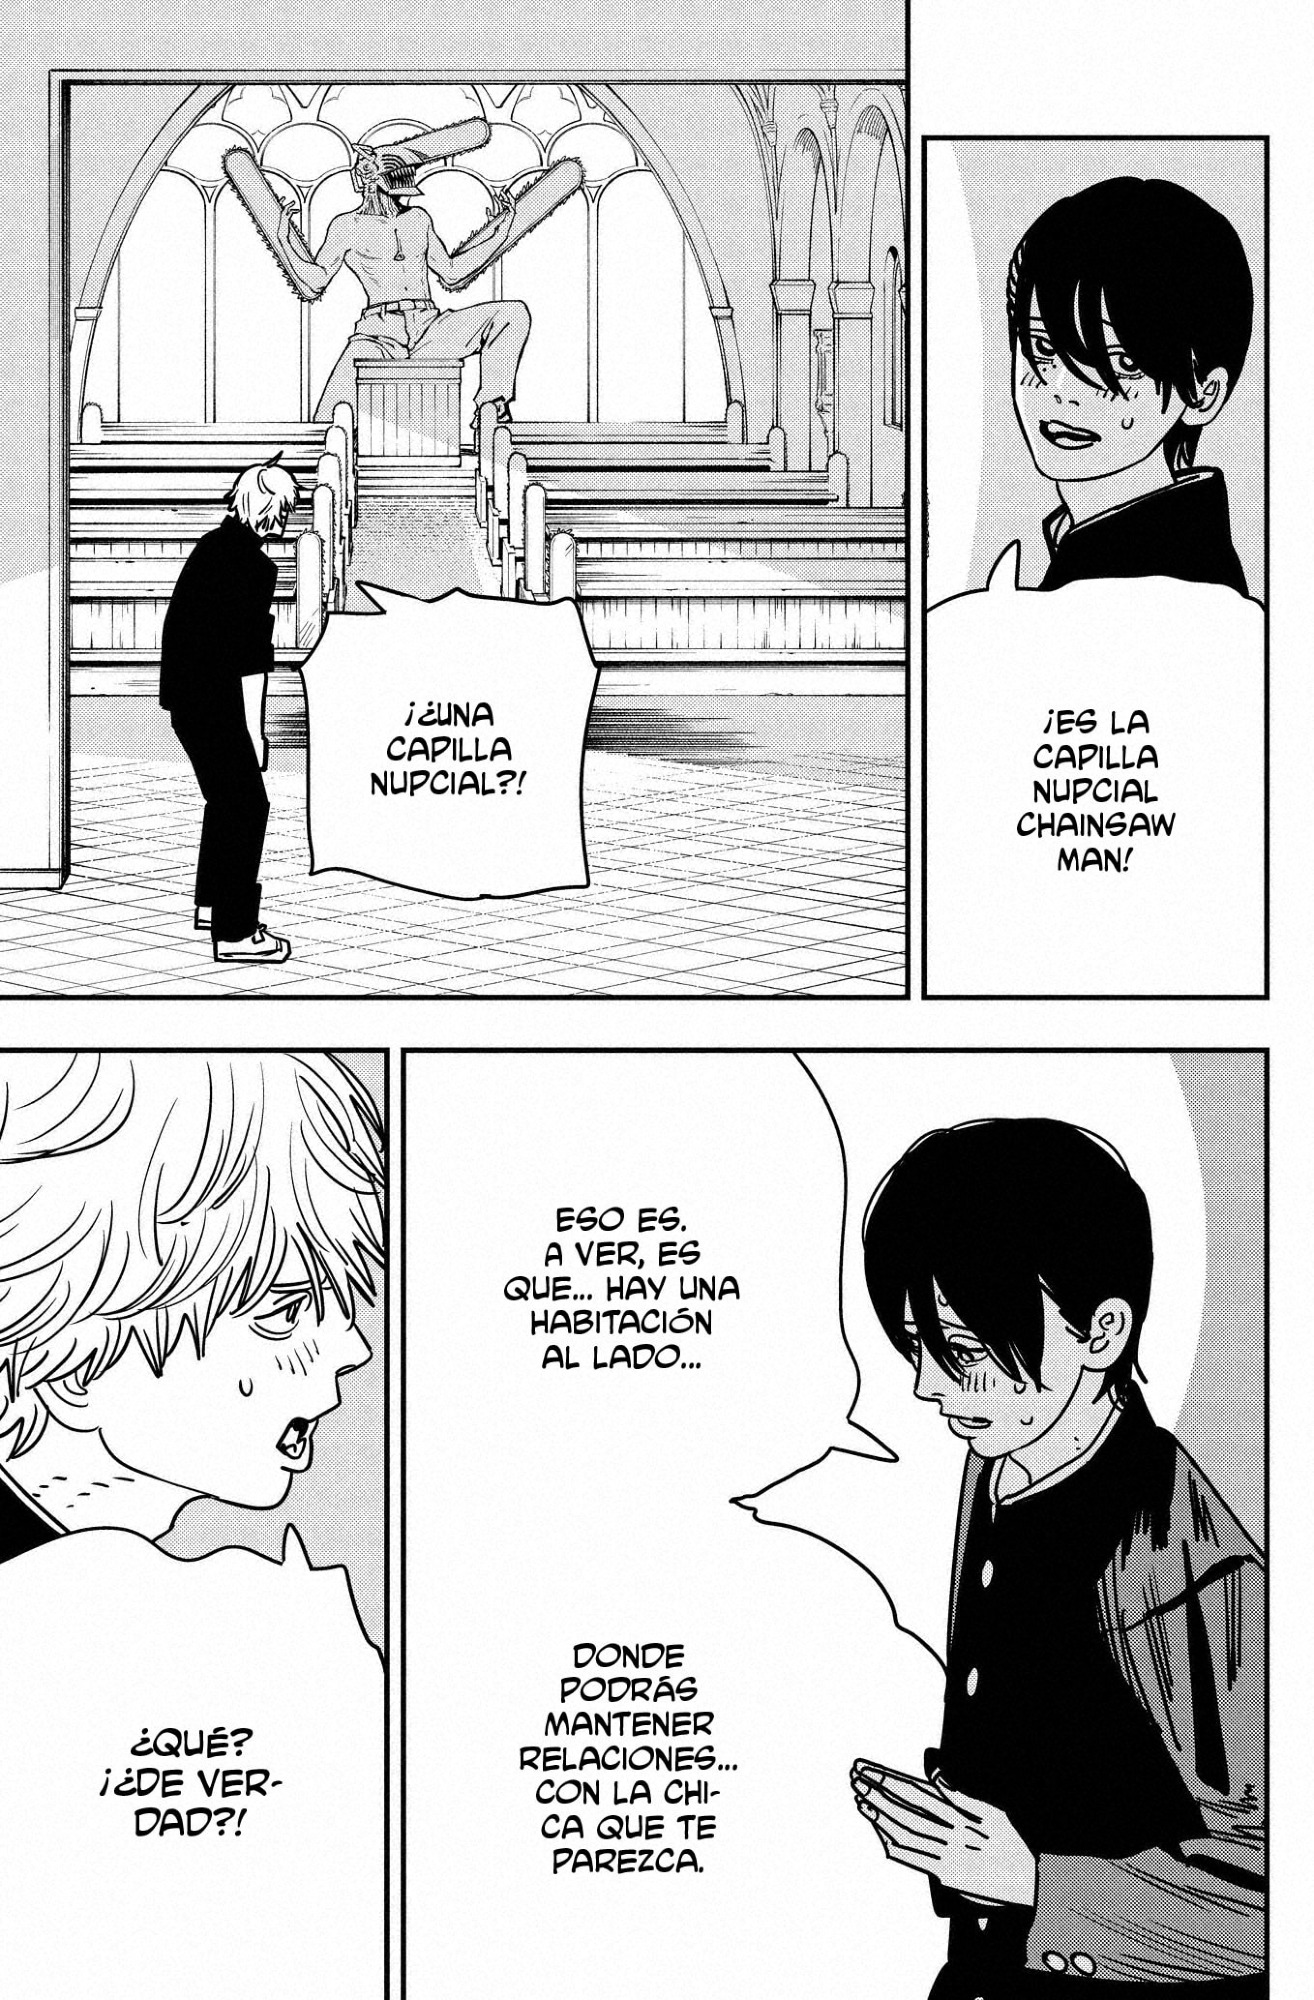 ¡ES LA
CAPILLA
NUPCIAL
CHAINSAW
MAN!
¡¿UNA
CAPILLA
NUPCIAL?!
ESO ES.
A VER, ES
QUE... HAY UNA
HABITACIÓN
AL LADO...
DONDE
PODRÁS
MANTENER
RELACIONES...
CON LA CHI-
CA QUE TE
PAREZCA.
¿QUÉ?
¡¿DE VER-
DAD?!